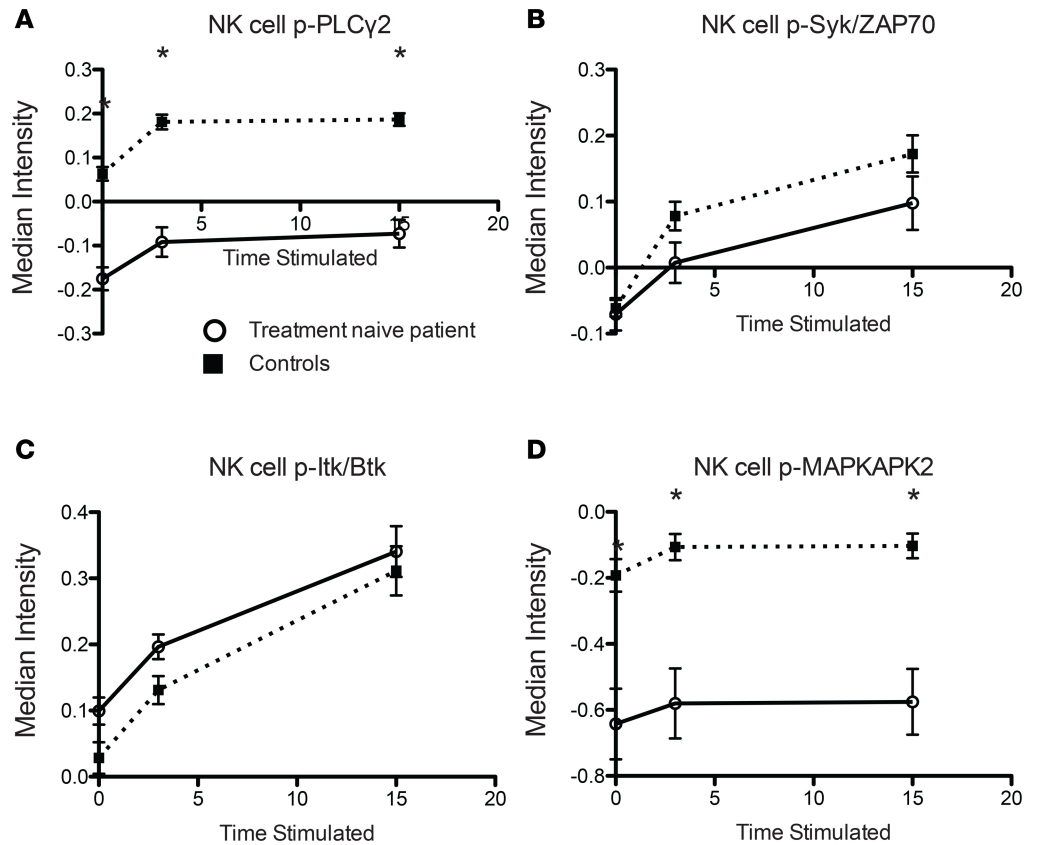 A
NK cell p-PLCγ2
*
*
*
0.3
0.2
0.1
0.0
-0.1
-0.2
-0.3
5
10
15
20
Median Intensity
Time Stimulated
Treatment naive patient
Controls
B
NK cell p-Syk/ZAP70
0.3
0.2
0.1
0.0
-0.1
5
10
15
20
Median Intensity
Time Stimulated
C
NK cell p-Itk/Btk
0.4
0.3
0.2
0.1
0.0
0
5
10
15
20
Median Intensity
Time Stimulated
D
NK cell p-MAPKAPK2
*
*
*
0.0
-0.2
-0.4
-0.6
-0.8
0
5
10
15
20
Median Intensity
Time Stimulated